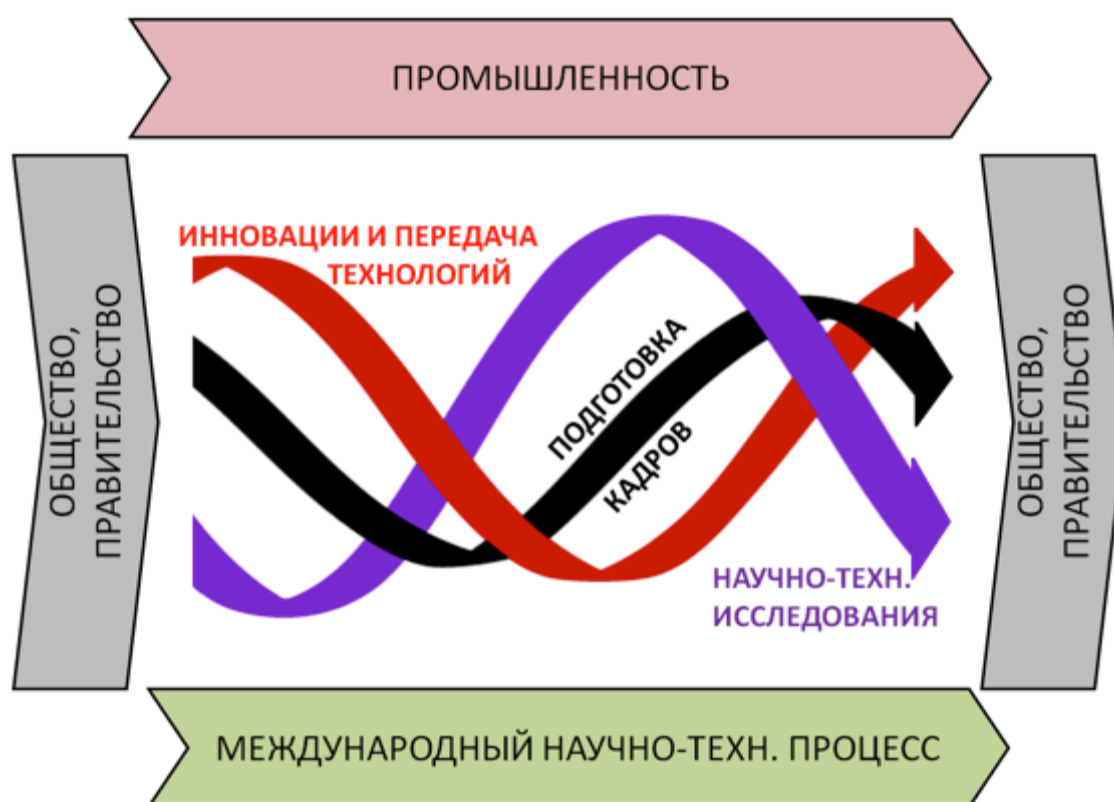 ПРОМЫШЛЕННОСТЬ
ОБЩЕСТВО,
ПРАВИТЕЛЬСТВО
ИННОВАЦИИ И ПЕРЕДАЧА
ТЕХНОЛОГИЙ
ПОДГОТОВКА
КАДРОВ
НАУЧНО-ТЕХН.
ИССЛЕДОВАНИЯ
ОБЩЕСТВО,
ПРАВИТЕЛЬСТВО
МЕЖДУНАРОДНЫЙ НАУЧНО-ТЕХН. ПРОЦЕСС